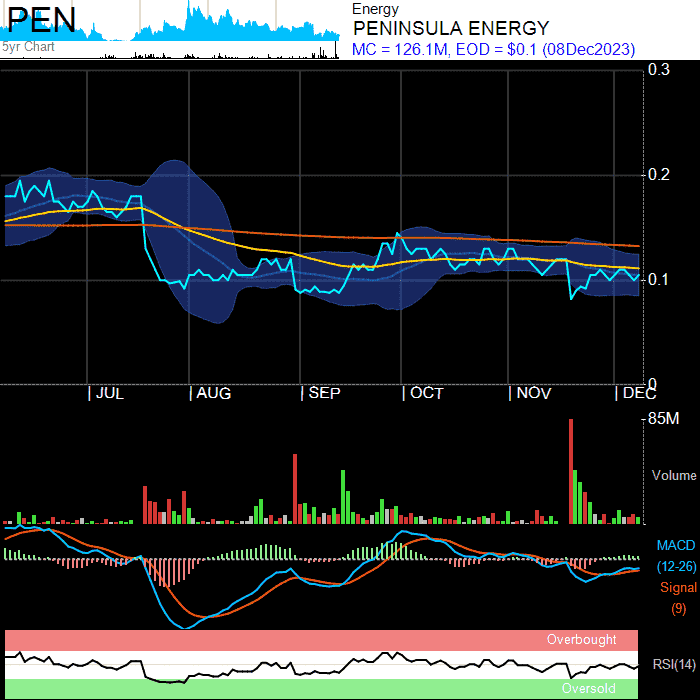 PEN
5yr Chart
Energy
PENINSULA ENERGY
MC = 126.1M, EOD = $0.1 (08Dec2023)
0.3
0.2
0.1
0
| JUL | AUG | SEP | OCT | NOV | DEC
85M
Volume
MACD
(12-26)
Signal
(9)
Overbought
RSI(14)
Oversold